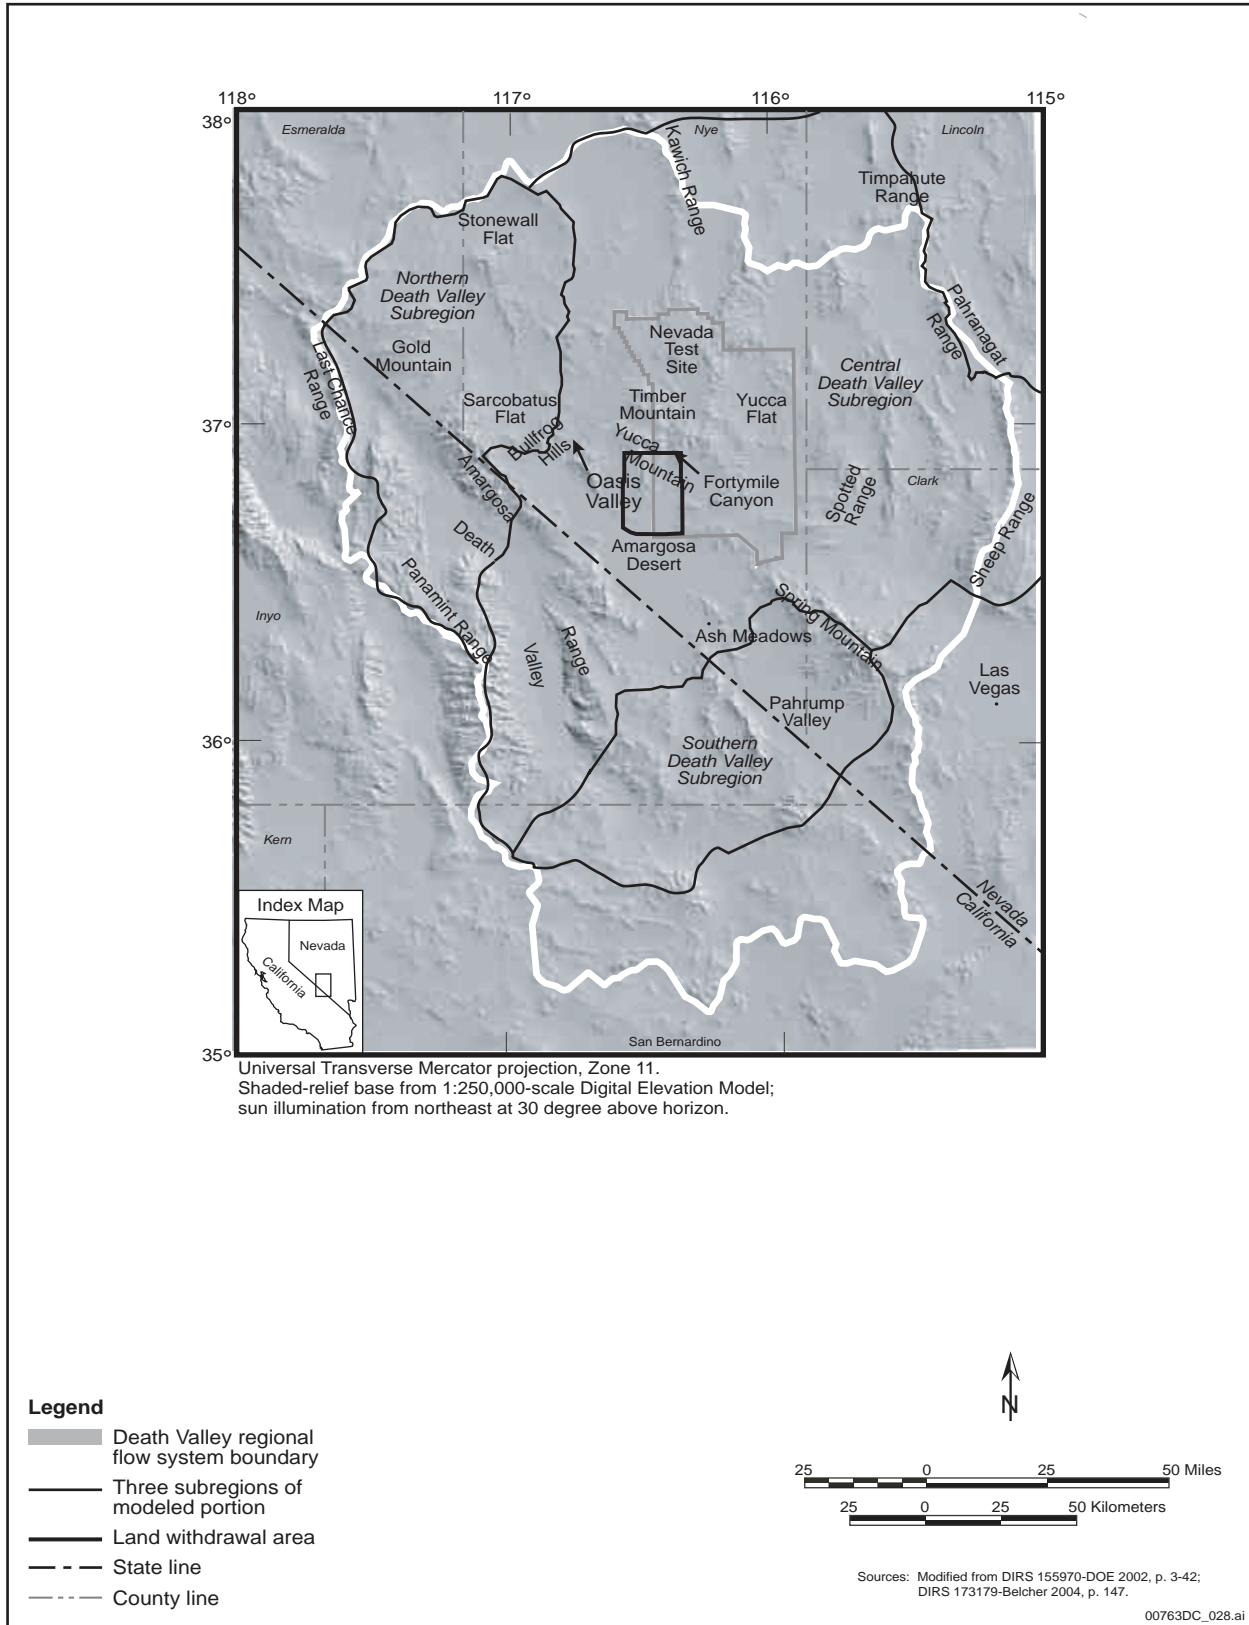 118°
117°
116°
115°
38°
Esmeralda
Nye
Lincoln
Kawich Range
Timpahute
Range
Stonewall
Flat
Northern
Death Valley
Subregion
Pahranagat
Range
Nevada
Test
Site
Gold
Mountain
Last Chance
Range
Central
Death Valley
Subregion
Sarcobatus
Flat
Timber
Mountain
Yucca
Flat
37°
Bullfrog
Hills
Yucca
Mountain
Amargosa
Oasis
Valley
Fortymile
Canyon
Spotted
Range
Clark
Sheep Range
Death
Amargosa
Desert
Panamint Range
Spring Mountain
Inyo
Valley
Range
Ash Meadows
Las
Vegas
Pahrump
Valley
36°
Southern
Death Valley
Subregion
Kern
Nevada
California
Index Map
Nevada
California
San Bernardino
35°
Universal Transverse Mercator projection, Zone 11.
Shaded-relief base from 1:250,000-scale Digital Elevation Model;
sun illumination from northeast at 30 degree above horizon.
N
Legend
Death Valley regional
flow system boundary
Three subregions of
modeled portion
Land withdrawal area
State line
County line
25 0 25 50 Miles
25 0 25 50 Kilometers
Sources: Modified from DIRS 155970-DOE 2002, p. 3-42;
DIRS 173179-Belcher 2004, p. 147.
00763DC_028.ai